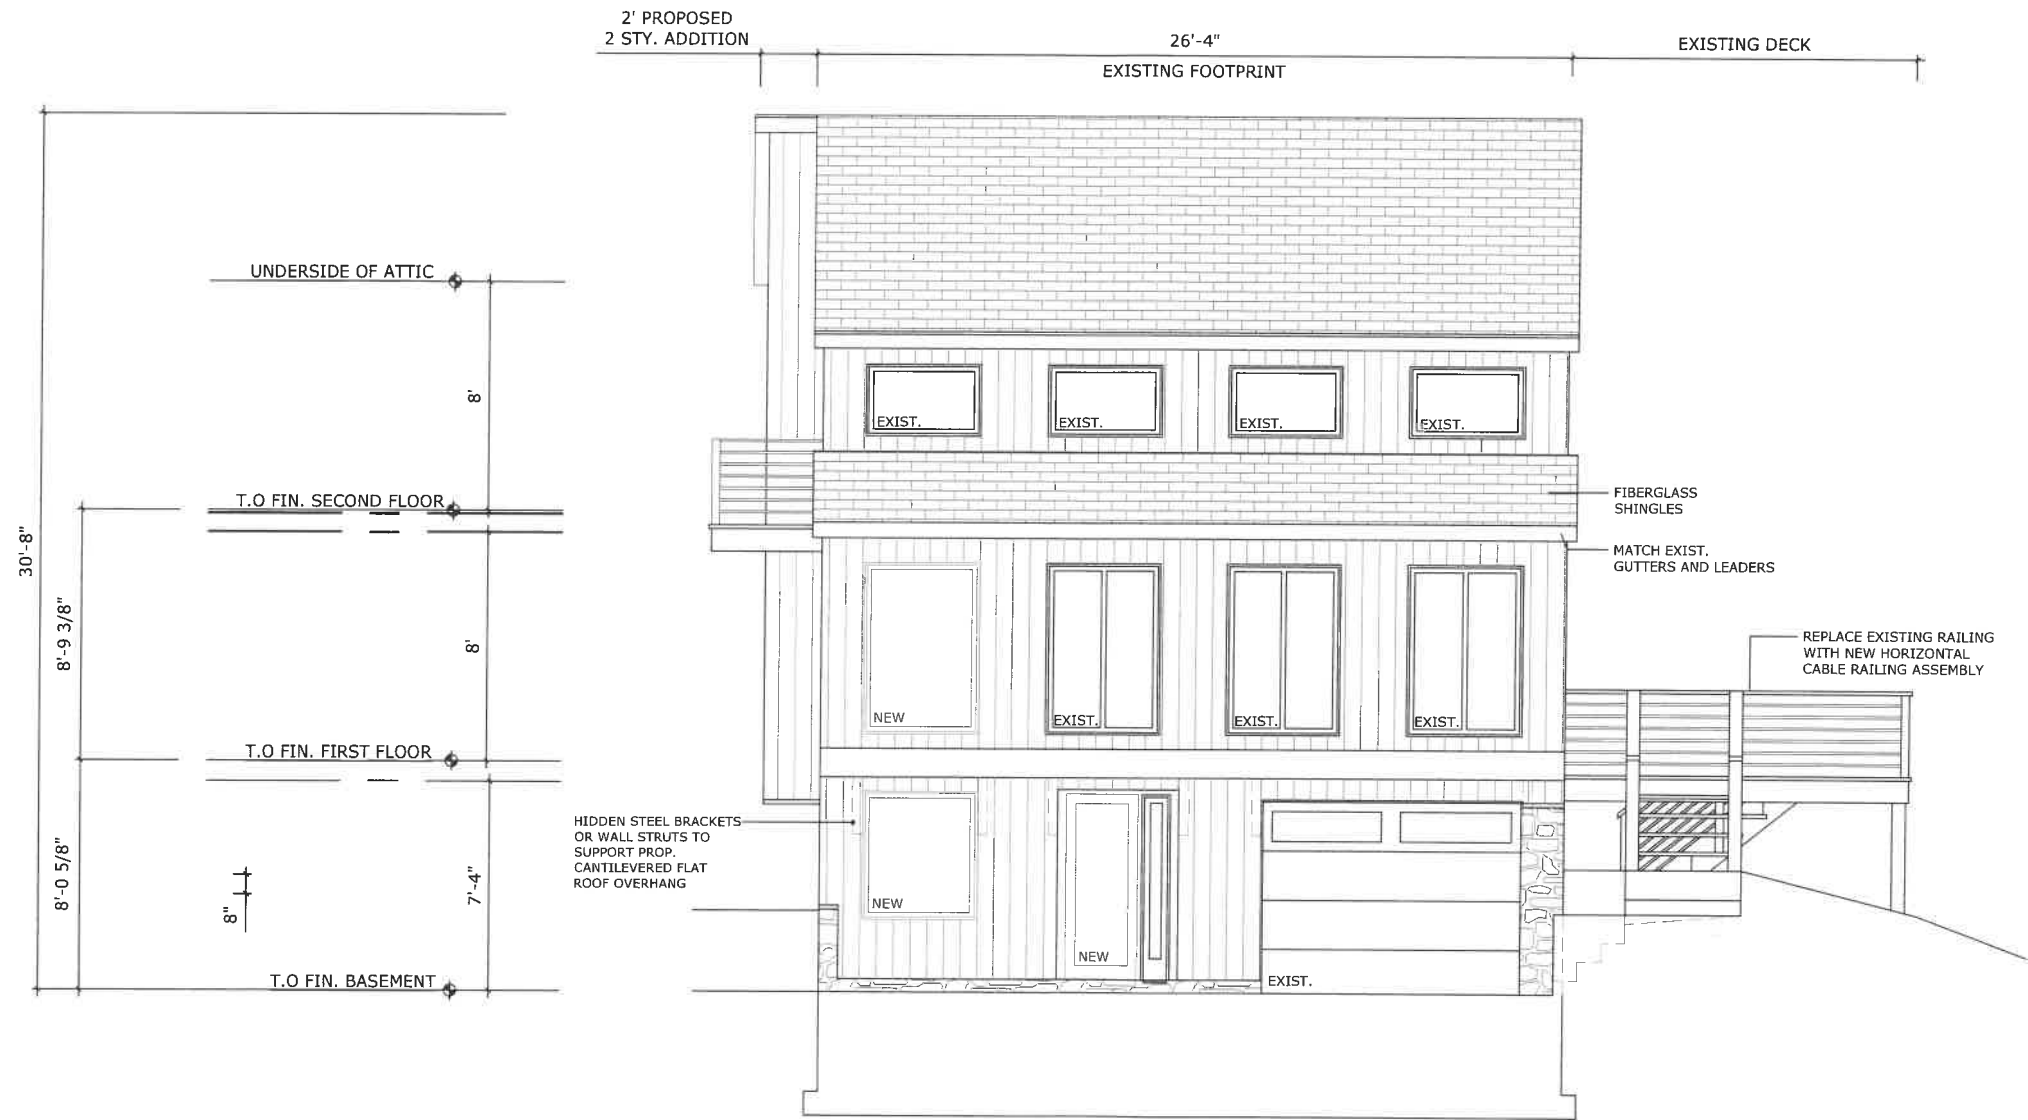 2' PROPOSED
2 STY. ADDITION
26'-4"
EXISTING FOOTPRINT
EXISTING DECK
UNDERSIDE OF ATTIC
8'
EXIST.
EXIST.
EXIST.
EXIST.
T.O FIN. SECOND FLOOR
FIBERGLASS
SHINGLES
30'-8"
MATCH EXIST.
GUTTERS AND LEADERS
8'-9 3/8"
8'
REPLACE EXISTING RAILING
WITH NEW HORIZONTAL
CABLE RAILING ASSEMBLY
NEW
EXIST.
EXIST.
EXIST.
T.O FIN. FIRST FLOOR
HIDDEN STEEL BRACKETS
OR WALL STRUTS TO
SUPPORT PROP.
CANTILEVERED FLAT
ROOF OVERHANG
8'-0 5/8"
8"
7'-4"
NEW
NEW
EXIST.
T.O FIN. BASEMENT